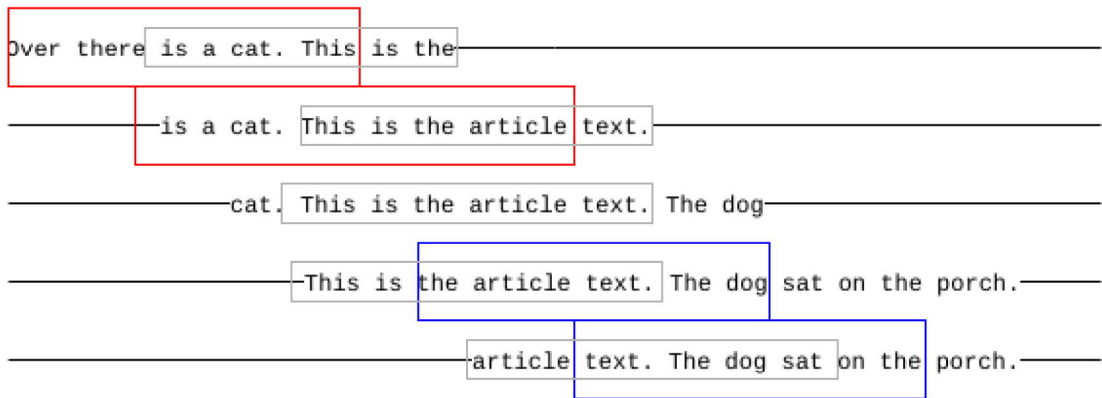 Over there is a cat. This is the
is a cat. This is the article text.
cat. This is the article text. The dog
This is the article text. The dog sat on the porch.
article text. The dog sat on the porch.